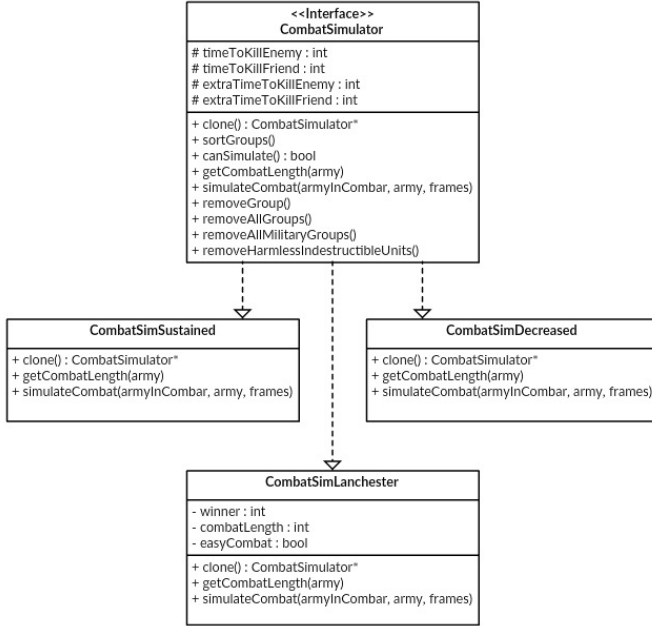 <<Interface>>
CombatSimulator
# timeToKillEnemy : int
# timeToKillFriend : int
# extraTimeToKillEnemy : int
# extraTimeToKillFriend : int
+ clone() : CombatSimulator*
+ sortGroups()
+ canSimulate() : bool
+ getCombatLength(army)
+ simulateCombat(armyInCombar, army, frames)
+ removeGroup()
+ removeAllGroups()
+ removeAllMilitaryGroups()
+ removeHarmlessIndestructibleUnits()
CombatSimSustained
+ clone() : CombatSimulator*
+ getCombatLength(army)
+ simulateCombat(armyInCombar, army, frames)
CombatSimDecreased
+ clone() : CombatSimulator*
+ getCombatLength(army)
+ simulateCombat(armyInCombar, army, frames)
CombatSimLanchester
- winner : int
- combatLength : int
- easyCombat : bool
+ clone() : CombatSimulator*
+ getCombatLength(army)
+ simulateCombat(armyInCombar, army, frames)